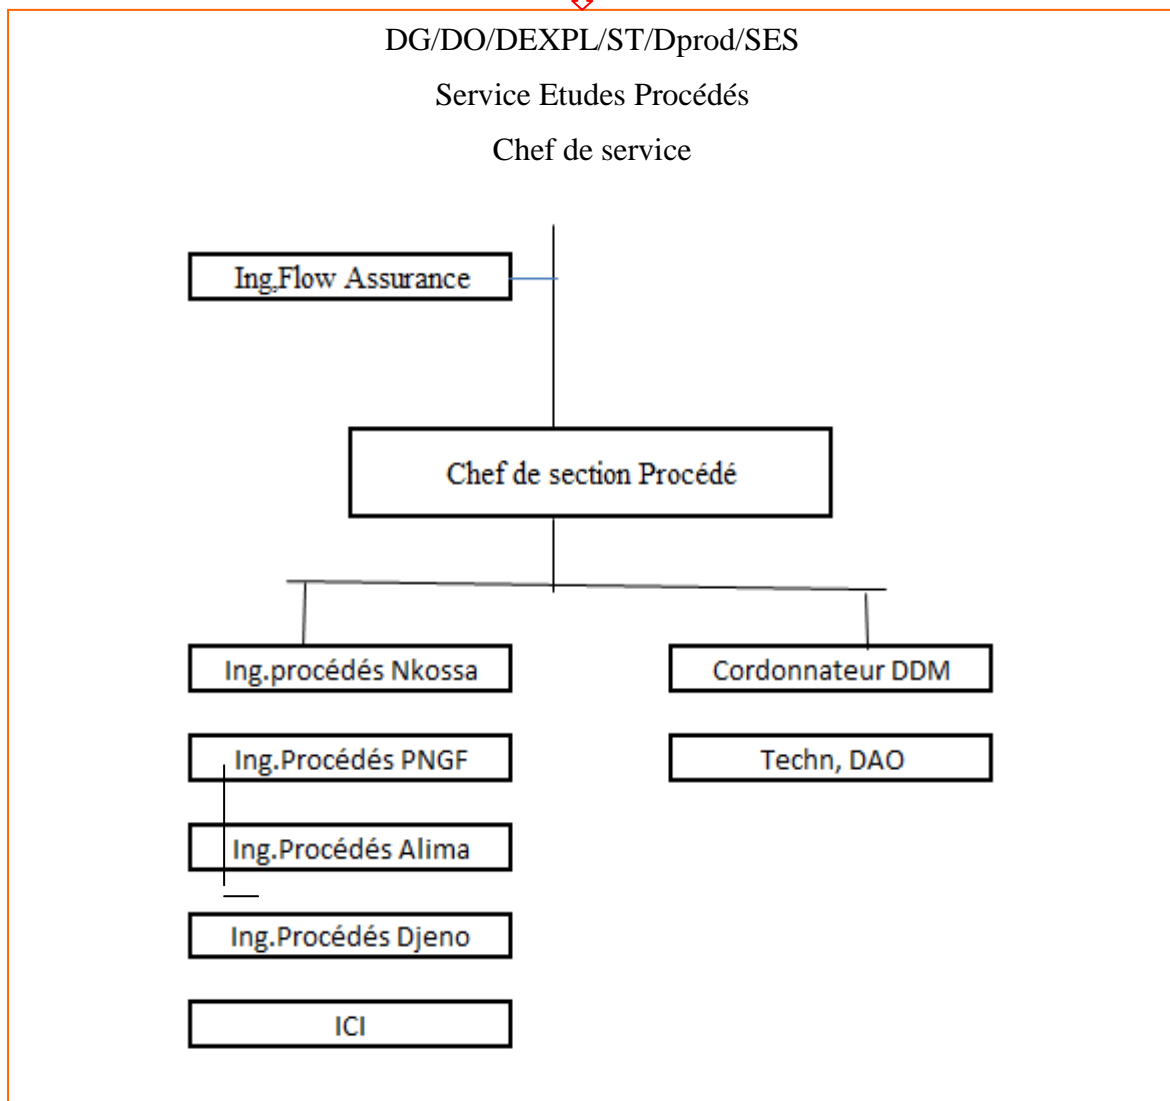 DG/DO/DEXPL/ST/Dprod/SES
Service Etudes Procédés
Chef de service
Ing,Flow Assurance
Chef de section Procédé
Ing.procédés Nkossa
Cordonnateur DDM
Ing.Procédés PNGF
Techn, DAO
Ing.Procédés Alima
Ing.Procédés Djeno
ICI